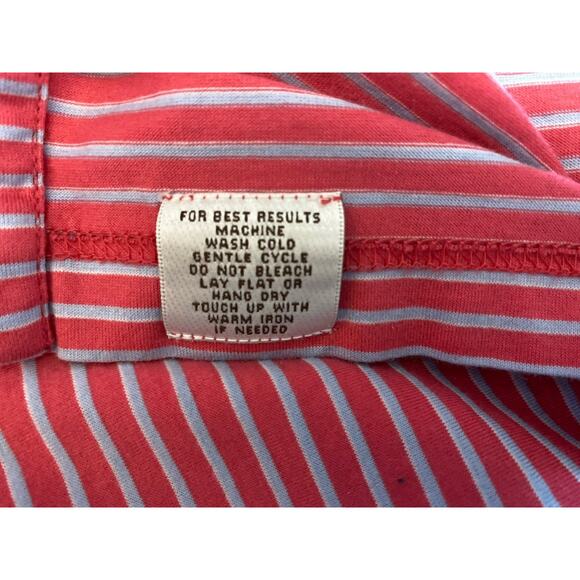 FOR BEST RESULTS
MACHINE
WASH COLD
GENTLE CYCLE
DO NOT BLEACH
LAY FLAT OR
HANG DRY
TOUCH UP WITH
WARM IRON
IF NEEDED